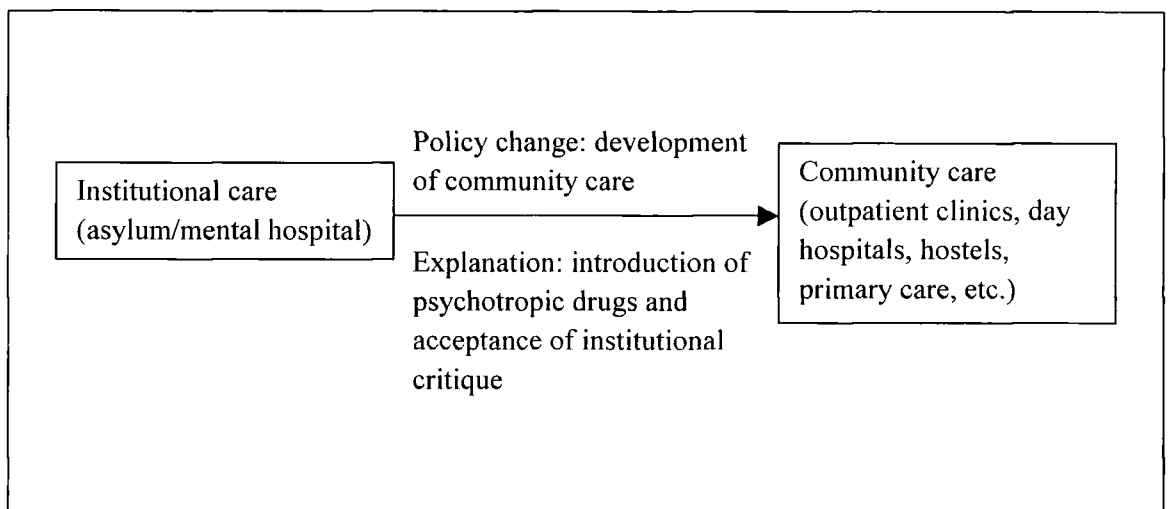 Institutional care
(asylum/mental hospital)
Policy change: development
of community care
Explanation: introduction of
psychotropic drugs and
acceptance of institutional
critique
Community care
(outpatient clinics, day
hospitals, hostels,
primary care, etc.)